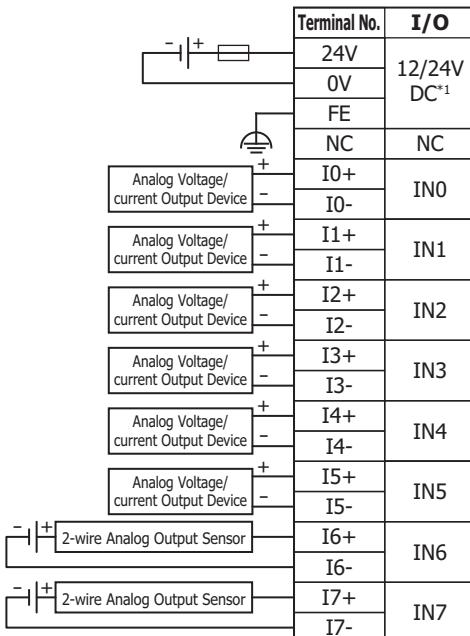 Terminal No. I/O
- + 24V
0V
12/24V
DC*1
FE
NC NC
Analog Voltage/
current Output Device
+ I0+
- I0-
IN0
Analog Voltage/
current Output Device
+ I1+
- I1-
IN1
Analog Voltage/
current Output Device
+ I2+
- I2-
IN2
Analog Voltage/
current Output Device
+ I3+
- I3-
IN3
Analog Voltage/
current Output Device
+ I4+
- I4-
IN4
Analog Voltage/
current Output Device
+ I5+
- I5-
IN5
- + 2-wire Analog Output Sensor I6+
I6-
IN6
- + 2-wire Analog Output Sensor I7+
I7-
IN7